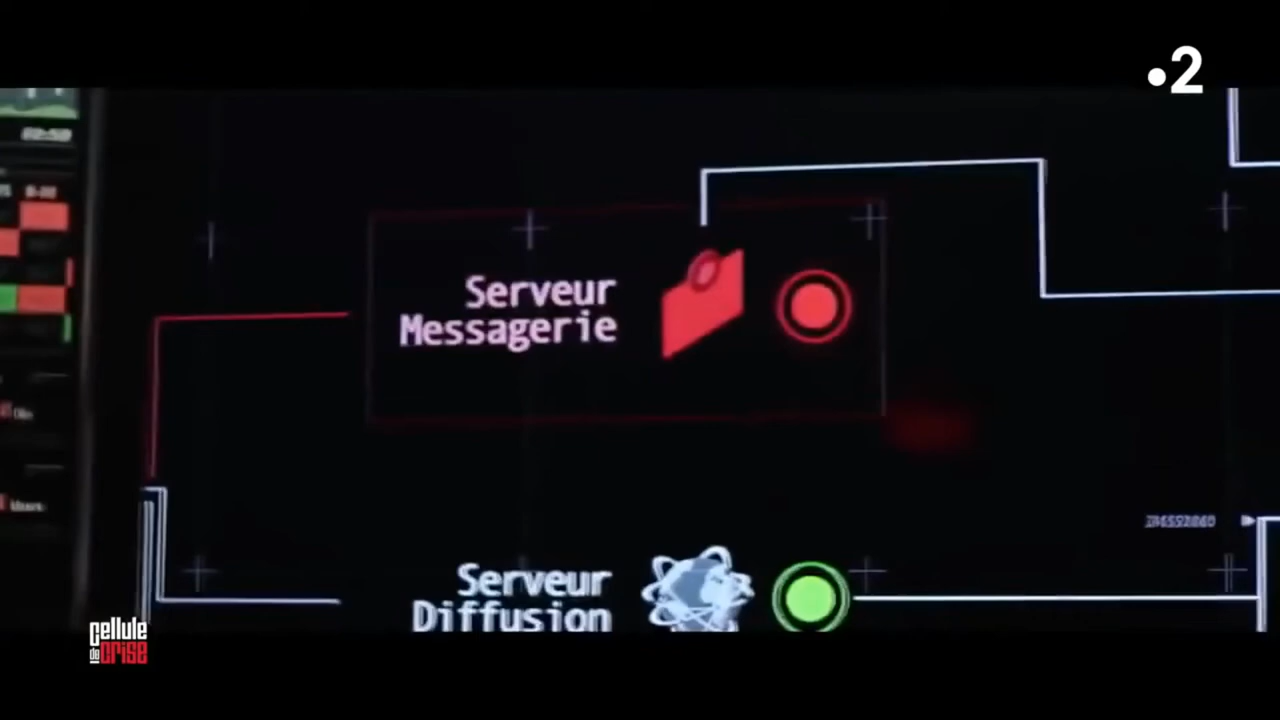 2
Serveur
Messagerie
Serveur
Diffusion
cellule
de crise